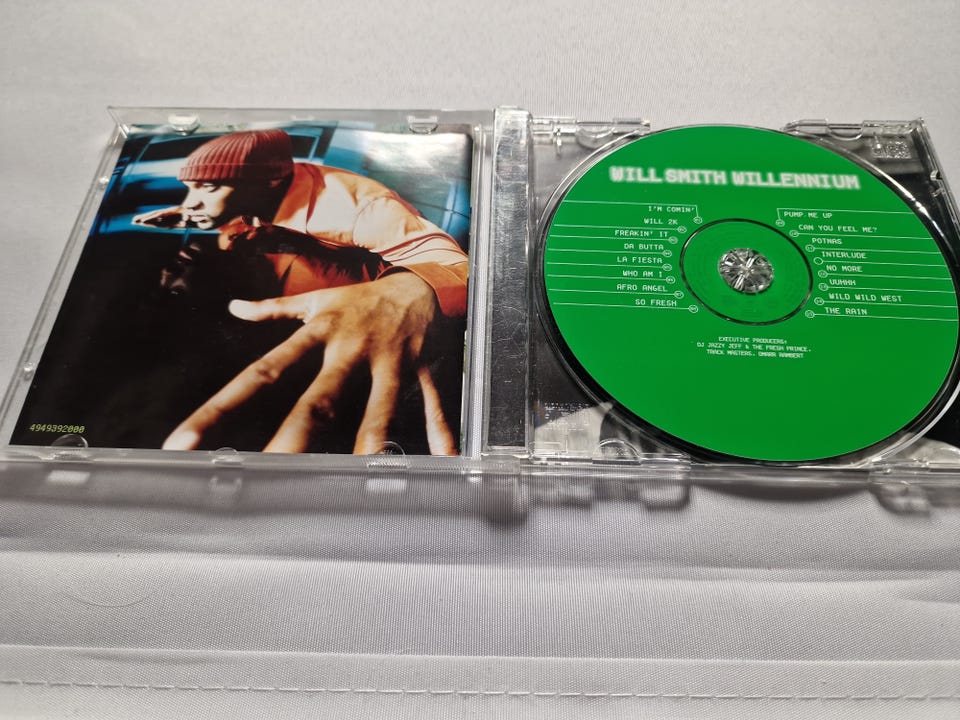 4949392000
WILL SMITH WILLENNIUM
I'M COMIN'
WILL 2K
FREAKIN' IT
DA BUTTA
LA FIESTA
WHO AM I
AFRO ANGEL
SO FRESH
PUMP ME UP
CAN YOU FEEL ME?
POTNAS
INTERLUDE
NO MORE
UUHHH
WILD WILD WEST
THE RAIN
EXECUTIVE PRODUCERS:
DJ JAZZY JEFF & THE FRESH PRINCE,
TRACK MASTERS, OMARR RAMBERT